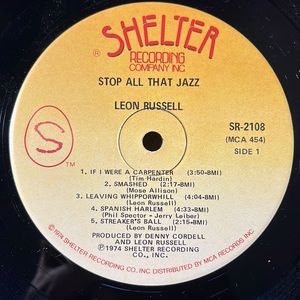 SHELTER
®
RECORDING
COMPANY INC
STOP ALL THAT JAZZ
LEON RUSSELL
S
TM
SR-2108
(MCA 454)
SIDE 1
1. IF I WERE A CARPENTER (3:50-BMI)
(Tim Hardin)
2. SMASHED (2:17-BMI)
(Mose Allison)
3. LEAVING WHIPPORWHILL (4:04-BMI)
(Leon Russell)
4. SPANISH HARLEM (4:33-BMI)
(Phil Spector - Jerry Leiber)
5. STREAKER'S BALL (2:15-BMI)
(Leon Russell)
PRODUCED BY DENNY CORDELL
AND LEON RUSSELL
℗1974 SHELTER RECORDING
CO., INC.
©1974 SHELTER RECORDING CO., INC DISTRIBUTED BY MCA RECORDS INC.